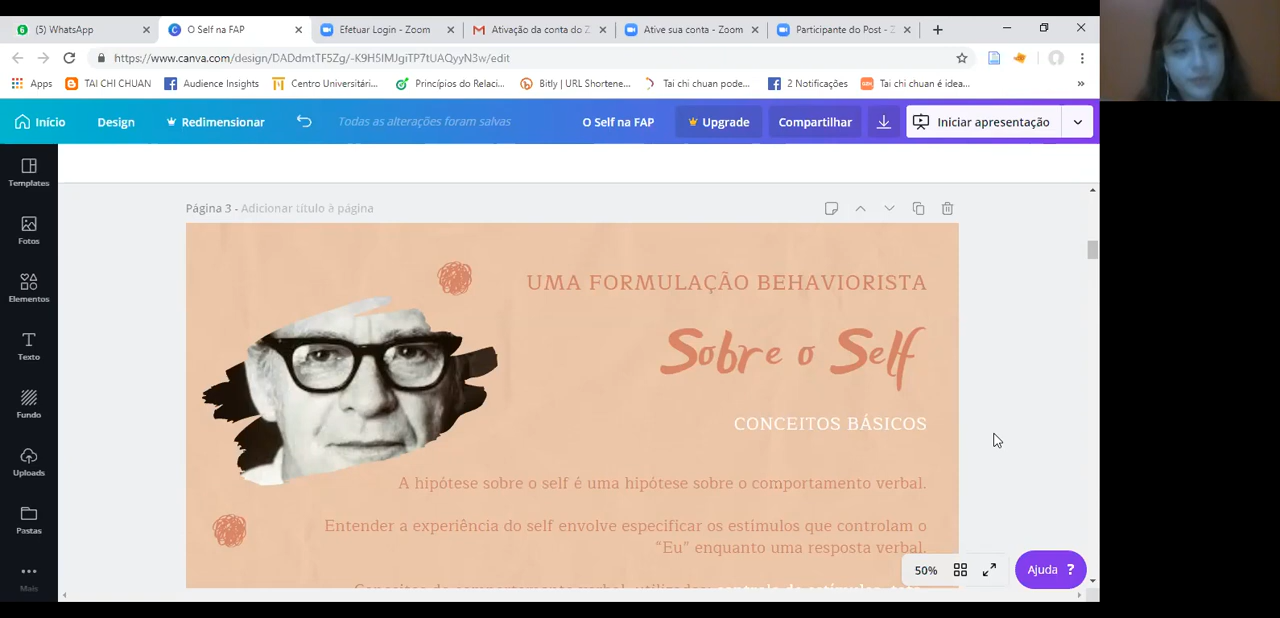 (5) WhatsApp
O Self na FAP
Efetuar Login - Zoom
Ativação da conta do Z
Ative sua conta - Zoom
Participante do Post - Z
https://www.canva.com/design/DADdmtTF5Zg/-K9H5IMJgiTP7tUAQyyN3w/edit
Apps
TAI CHI CHUAN
Audience Insights
Centro Universitári...
Princípios do Relaci...
Bitly | URL Shortene...
Tai chi chuan pode...
2 Notificações
Tai chi chuan é idea...
»
Início
Design
Redimensionar
Todas as alterações foram salvas
O Self na FAP
Upgrade
Compartilhar
Iniciar apresentação
Templates
Fotos
Elementos
Texto
Fundo
Uploads
Pastas
Mais
Página 3 - Adicionar título à página
UMA FORMULAÇÃO BEHAVIORISTA
Sobre o Self
CONCEITOS BÁSICOS
A hipótese sobre o self é uma hipótese sobre o comportamento verbal.
Entender a experiência do self envolve especificar os estimulos que controlam o
“Eu” enquanto uma resposta verbal.
50%
Ajuda ?